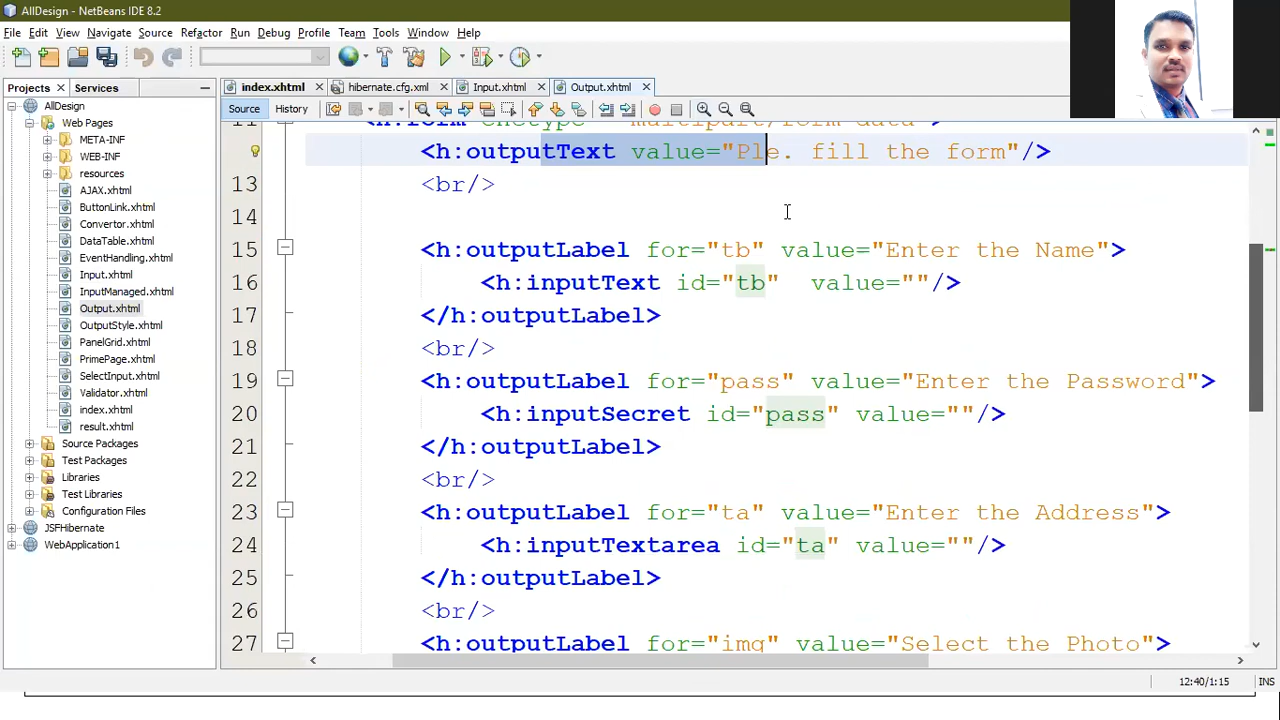 AllDesign - NetBeans IDE 8.2
File Edit View Navigate Source Refactor Run Debug Profile Team Tools Window Help
Projects Services
index.xhtml hibernate.cfg.xml Input.xhtml Output.xhtml
Source History
AllDesign
Web Pages
META-INF
WEB-INF
resources
AJAX.xhtml
ButtonLink.xhtml
Convertor.xhtml
DataTable.xhtml
EventHandling.xhtml
Input.xhtml
InputManaged.xhtml
Output.xhtml
OutputStyle.xhtml
PanelGrid.xhtml
PrimePage.xhtml
SelectInput.xhtml
Validator.xhtml
index.xhtml
result.xhtml
Source Packages
Test Packages
Libraries
Test Libraries
Configuration Files
JSFHibernate
WebApplication1
11 <h:form enctype="multipart/form-data">
<h:outputText value="Ple. fill the form"/>
13 <br/>
14
15 <h:outputLabel for="tb" value="Enter the Name">
16 <h:inputText id="tb"  value=""/>
17 </h:outputLabel>
18 <br/>
19 <h:outputLabel for="pass" value="Enter the Password">
20 <h:inputSecret id="pass" value=""/>
21 </h:outputLabel>
22 <br/>
23 <h:outputLabel for="ta" value="Enter the Address">
24 <h:inputTextarea id="ta" value=""/>
25 </h:outputLabel>
26 <br/>
27 <h:outputLabel for="img" value="Select the Photo">
12:40/1:15 INS